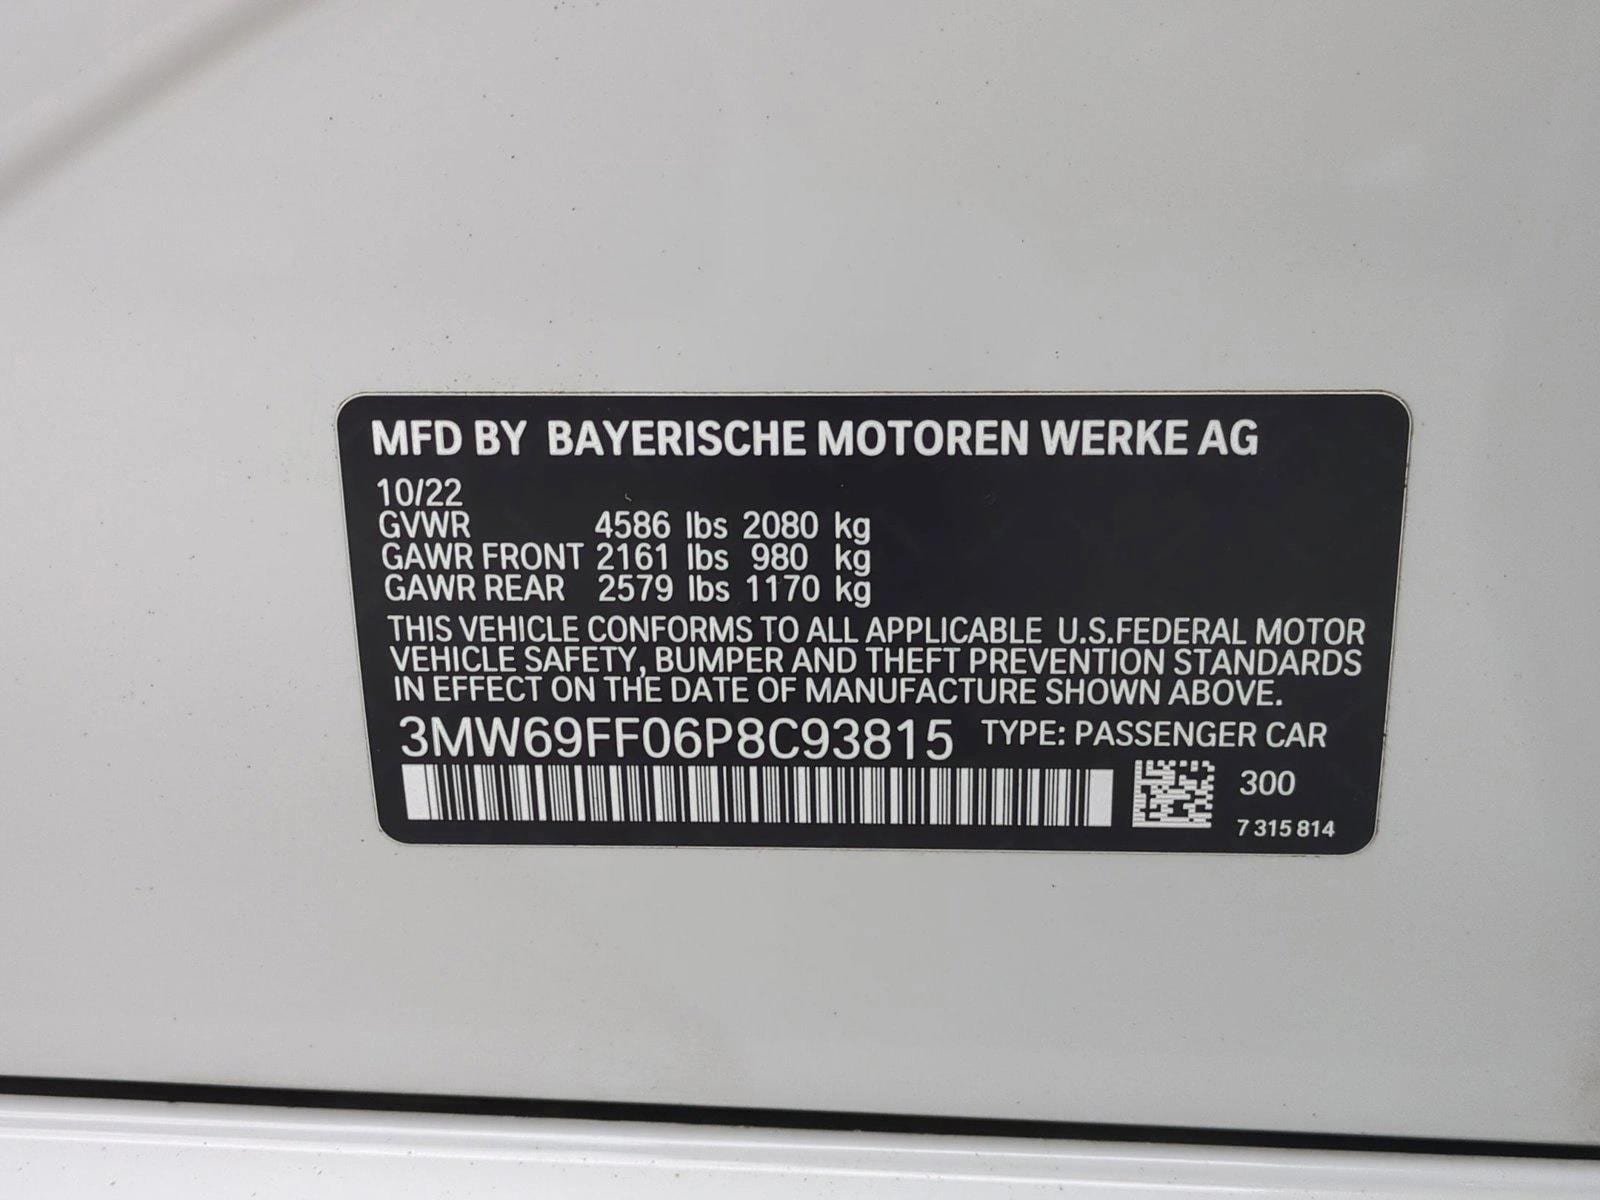 MFD BY BAYERISCHE MOTOREN WERKE AG
10/22
GVWR 4586 lbs 2080 kg
GAWR FRONT 2161 lbs 980 kg
GAWR REAR 2579 lbs 1170 kg
THIS VEHICLE CONFORMS TO ALL APPLICABLE U.S.FEDERAL MOTOR
VEHICLE SAFETY, BUMPER AND THEFT PREVENTION STANDARDS
IN EFFECT ON THE DATE OF MANUFACTURE SHOWN ABOVE.
3MW69FF06P8C93815 TYPE: PASSENGER CAR
300
7 315 814